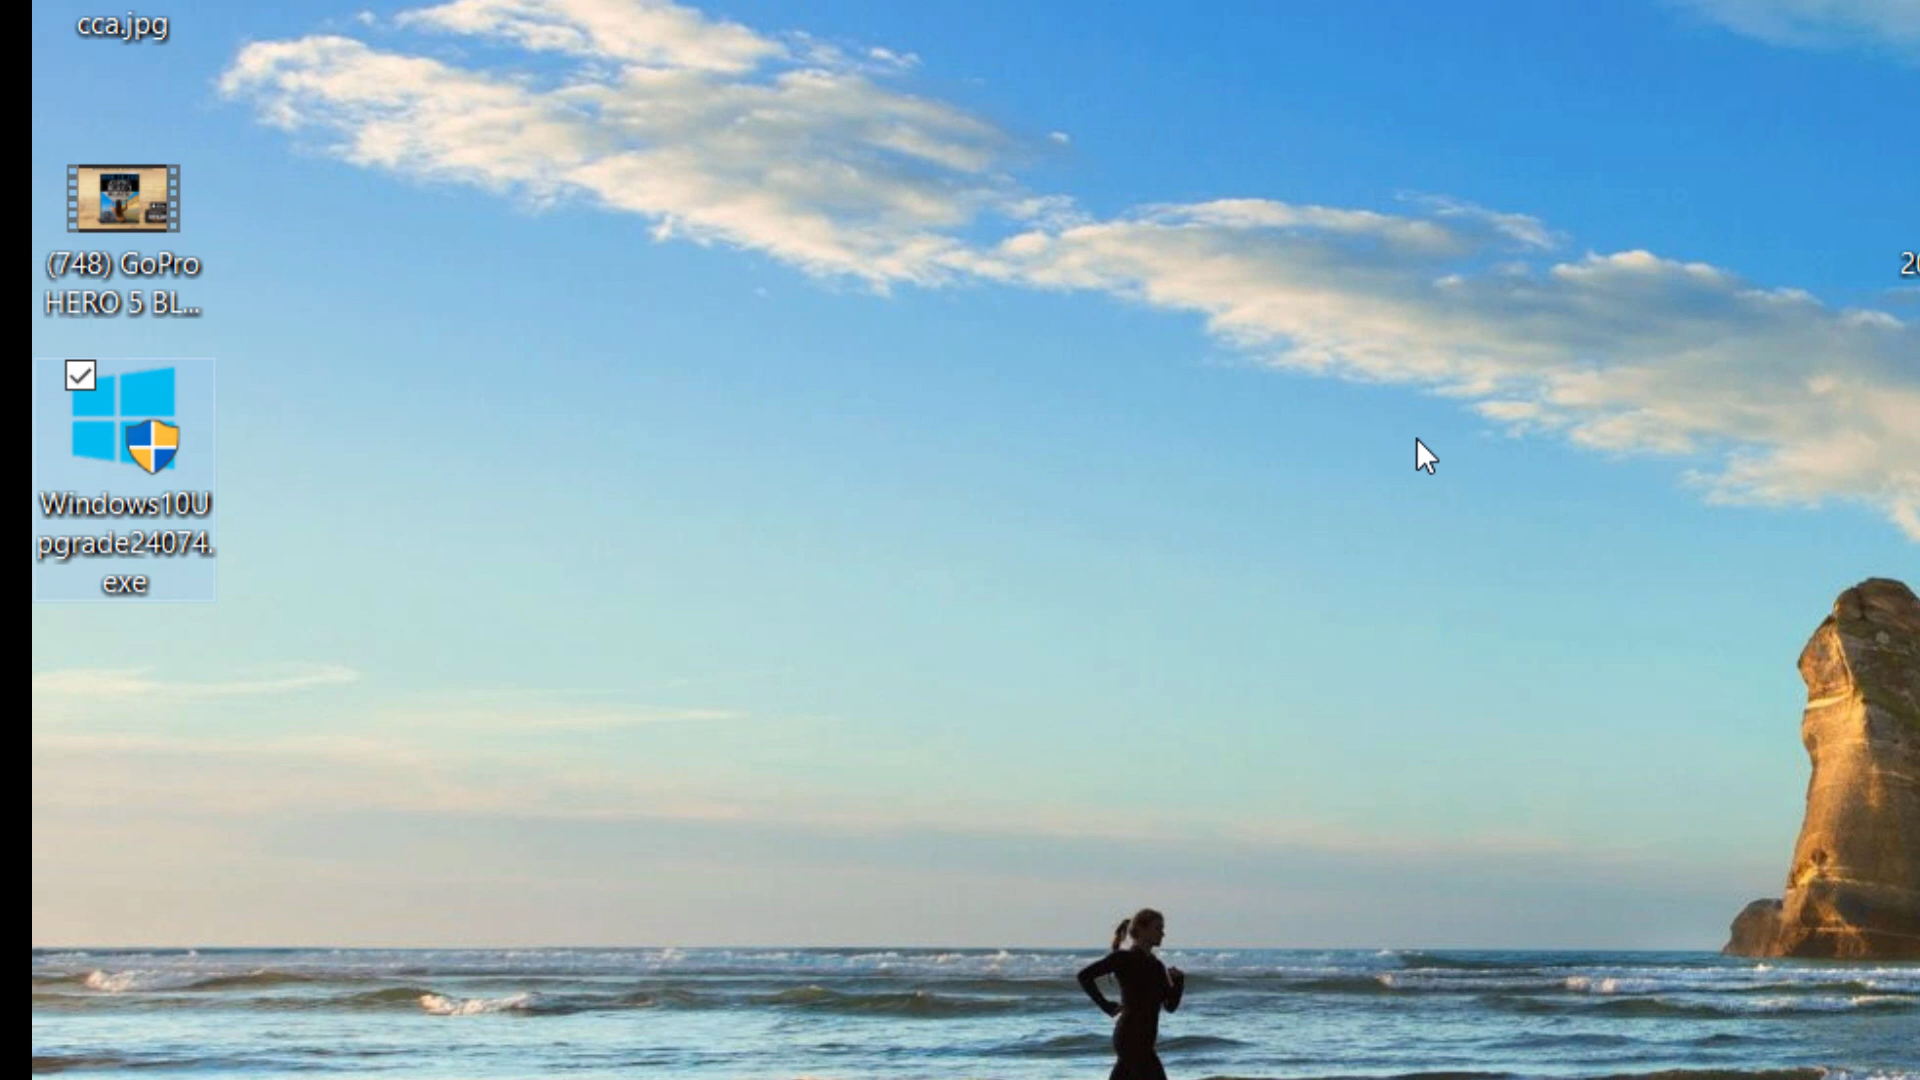 cca.jpg
(748) GoPro
HERO 5 BL...
Windows10U
pgrade24074.
exe